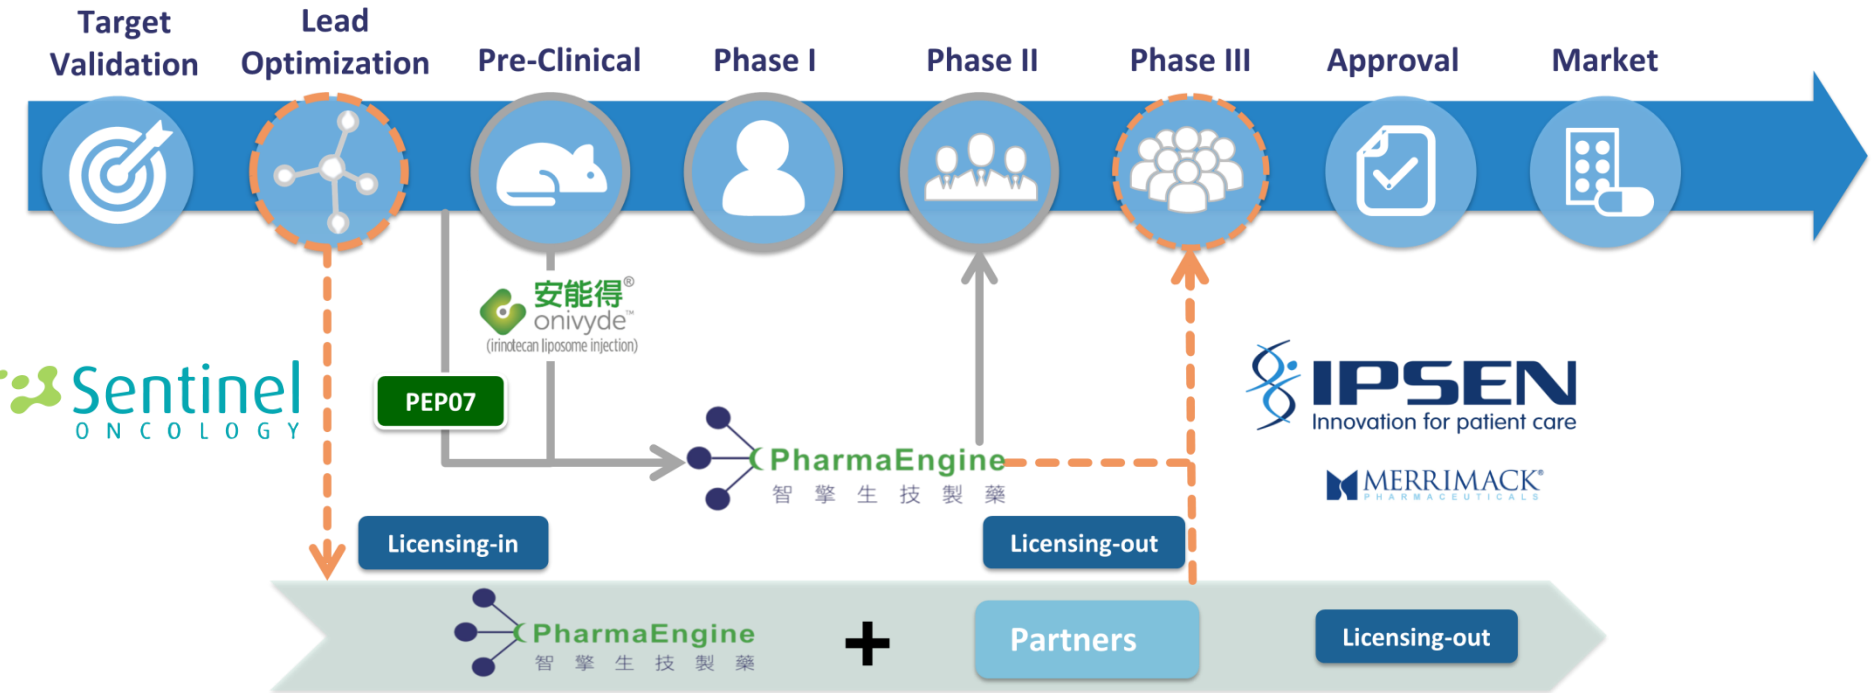 Target
Validation
Lead
Optimization
Pre-Clinical
Phase I
Phase II
Phase III
Approval
Market
安能得®
onivyde™
(irinotecan liposome injection)
Sentinel
ONCOLOGY
PEP07
PharmaEngine
智擎生技製藥
IPSEN
Innovation for patient care
MERRIMACK®
PHARMACEUTICALS
Licensing-in
Licensing-out
PharmaEngine
智擎生技製藥
+
Partners
Licensing-out